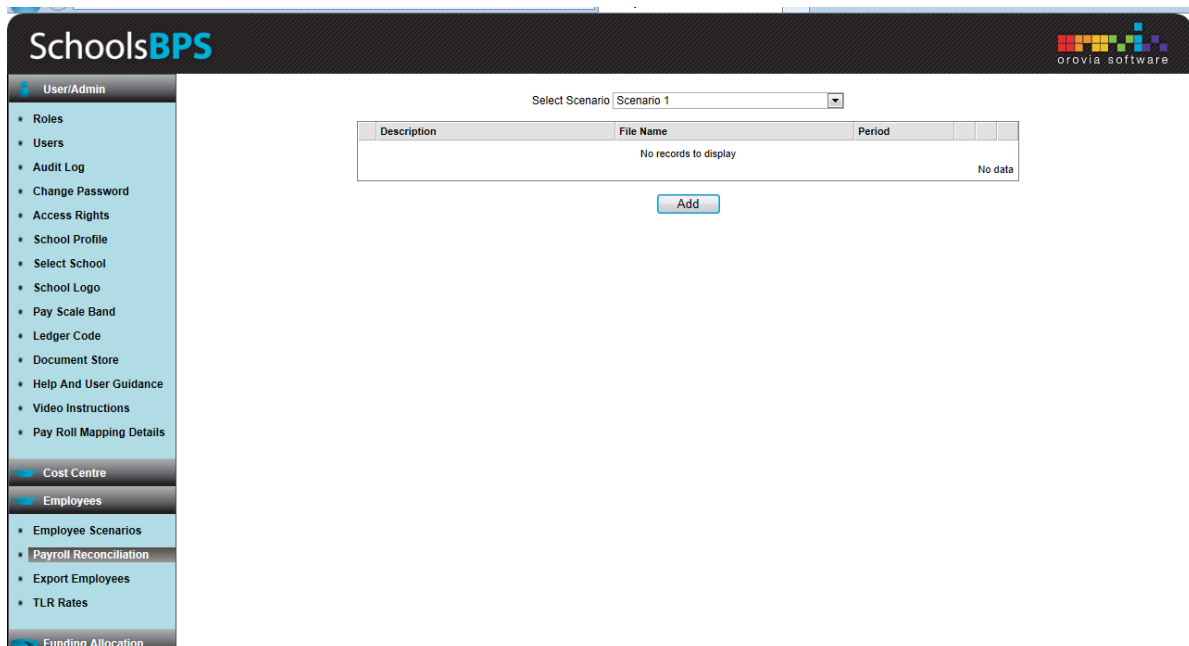 SchoolsBPS
orovia software
User/Admin
Roles
Users
Audit Log
Change Password
Access Rights
School Profile
Select School
School Logo
Pay Scale Band
Ledger Code
Document Store
Help And User Guidance
Video Instructions
Pay Roll Mapping Details
Cost Centre
Employees
Employee Scenarios
Payroll Reconciliation
Export Employees
TLR Rates
Funding Allocation
Select Scenario Scenario 1
Description File Name Period
No records to display
No data
Add